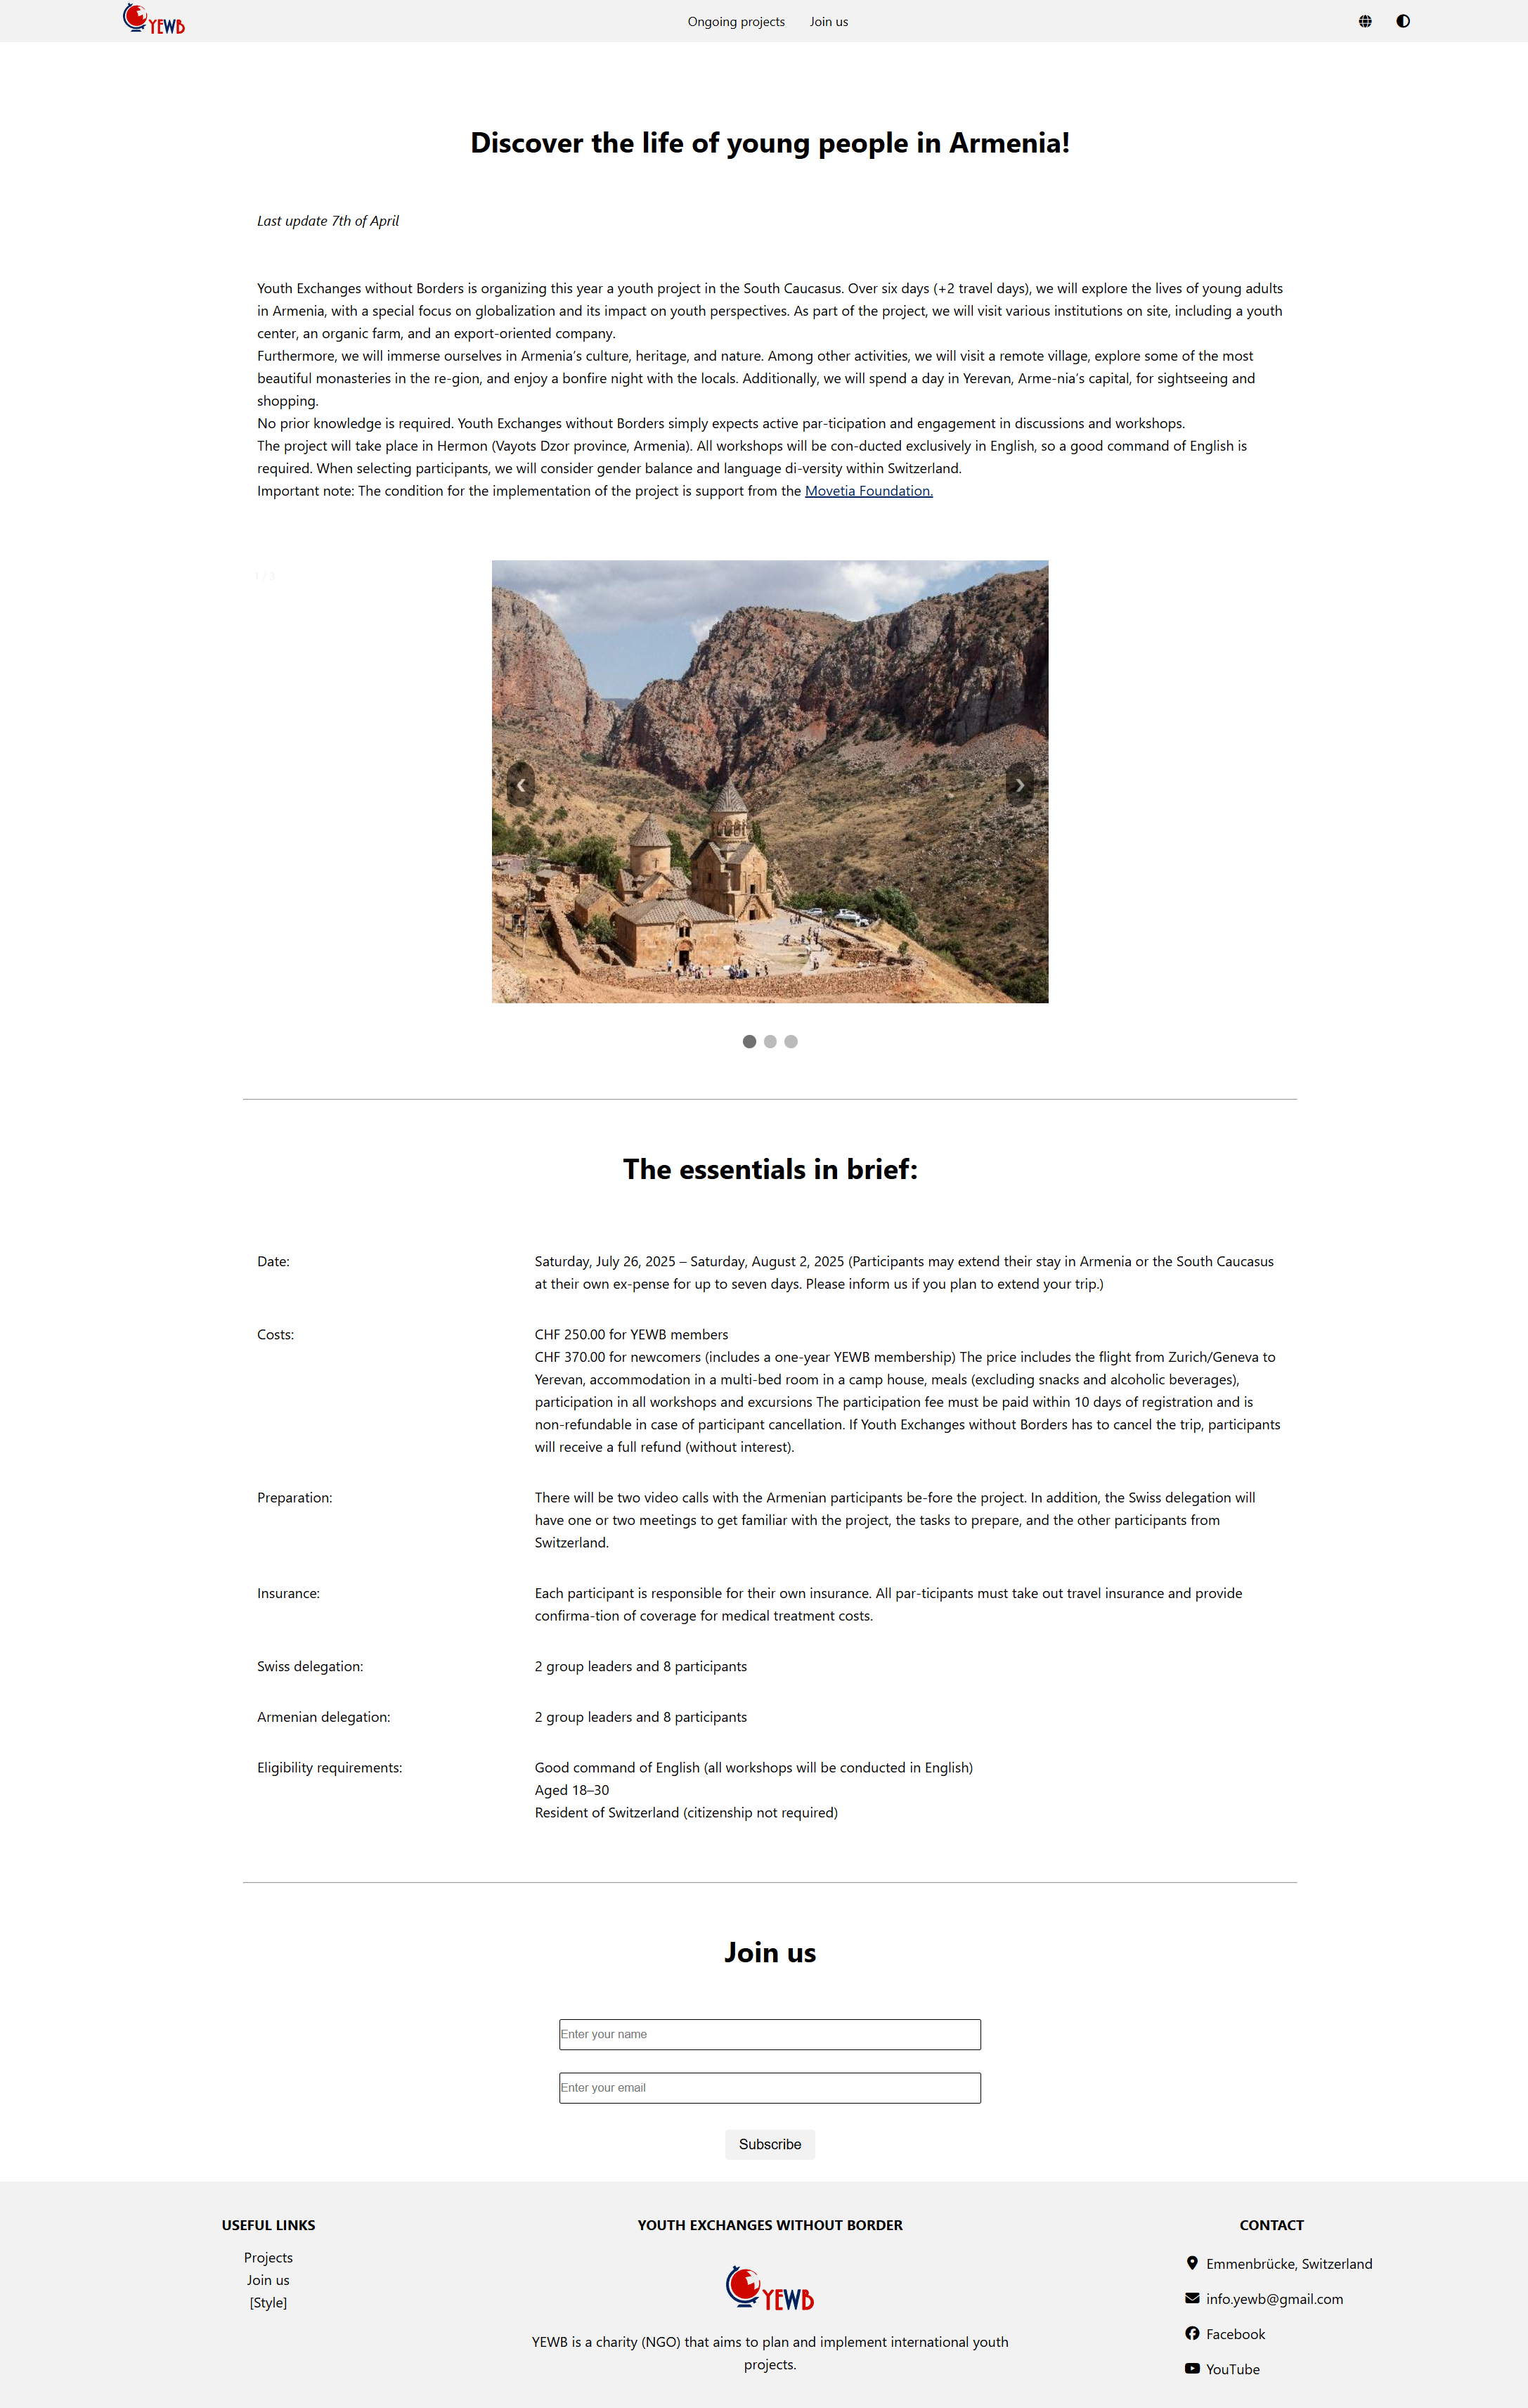 YEWB
Ongoing projects
Join us
Discover the life of young people in Armenia!
Last update 7th of April
Youth Exchanges without Borders is organizing this year a youth project in the South Caucasus. Over six days (+2 travel days), we will explore the lives of young adults
in Armenia, with a special focus on globalization and its impact on youth perspectives. As part of the project, we will visit various institutions on site, including a youth
center, an organic farm, and an export-oriented company.
Furthermore, we will immerse ourselves in Armenia's culture, heritage, and nature. Among other activities, we will visit a remote village, explore some of the most
beautiful monasteries in the re-gion, and enjoy a bonfire night with the locals. Additionally, we will spend a day in Yerevan, Arme-nia's capital, for sightseeing and
shopping.
No prior knowledge is required. Youth Exchanges without Borders simply expects active par-ticipation and engagement in discussions and workshops.
The project will take place in Hermon (Vayots Dzor province, Armenia). All workshops will be con-ducted exclusively in English, so a good command of English is
required. When selecting participants, we will consider gender balance and language di-versity within Switzerland.
Important note: The condition for the implementation of the project is support from the Movetia Foundation.
1 / 3
The essentials in brief:
Date:
Saturday, July 26, 2025 – Saturday, August 2, 2025 (Participants may extend their stay in Armenia or the South Caucasus
at their own ex-pense for up to seven days. Please inform us if you plan to extend your trip.)
Costs:
CHF 250.00 for YEWB members
CHF 370.00 for newcomers (includes a one-year YEWB membership) The price includes the flight from Zurich/Geneva to
Yerevan, accommodation in a multi-bed room in a camp house, meals (excluding snacks and alcoholic beverages),
participation in all workshops and excursions The participation fee must be paid within 10 days of registration and is
non-refundable in case of participant cancellation. If Youth Exchanges without Borders has to cancel the trip, participants
will receive a full refund (without interest).
Preparation:
There will be two video calls with the Armenian participants be-fore the project. In addition, the Swiss delegation will
have one or two meetings to get familiar with the project, the tasks to prepare, and the other participants from
Switzerland.
Insurance:
Each participant is responsible for their own insurance. All par-ticipants must take out travel insurance and provide
confirma-tion of coverage for medical treatment costs.
Swiss delegation:
2 group leaders and 8 participants
Armenian delegation:
2 group leaders and 8 participants
Eligibility requirements:
Good command of English (all workshops will be conducted in English)
Aged 18–30
Resident of Switzerland (citizenship not required)
Join us
Enter your name
Enter your email
Subscribe
USEFUL LINKS
Projects
Join us
[Style]
YOUTH EXCHANGES WITHOUT BORDER
YEWB
YEWB is a charity (NGO) that aims to plan and implement international youth
projects.
CONTACT
Emmenbrücke, Switzerland
info.yewb@gmail.com
Facebook
YouTube